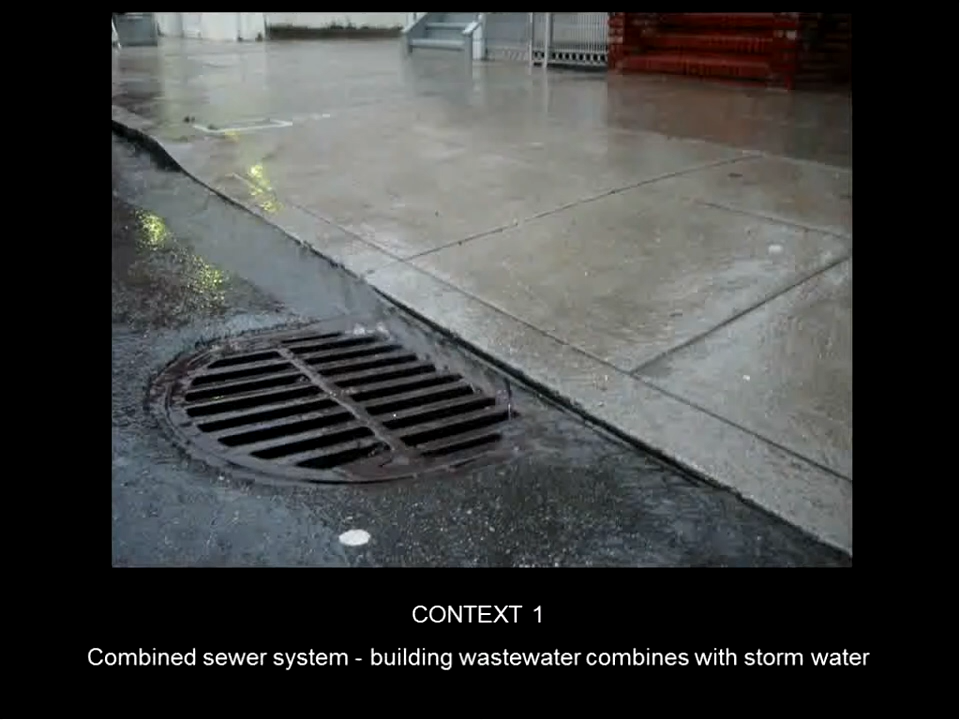 CONTEXT 1
Combined sewer system - building wastewater combines with storm water